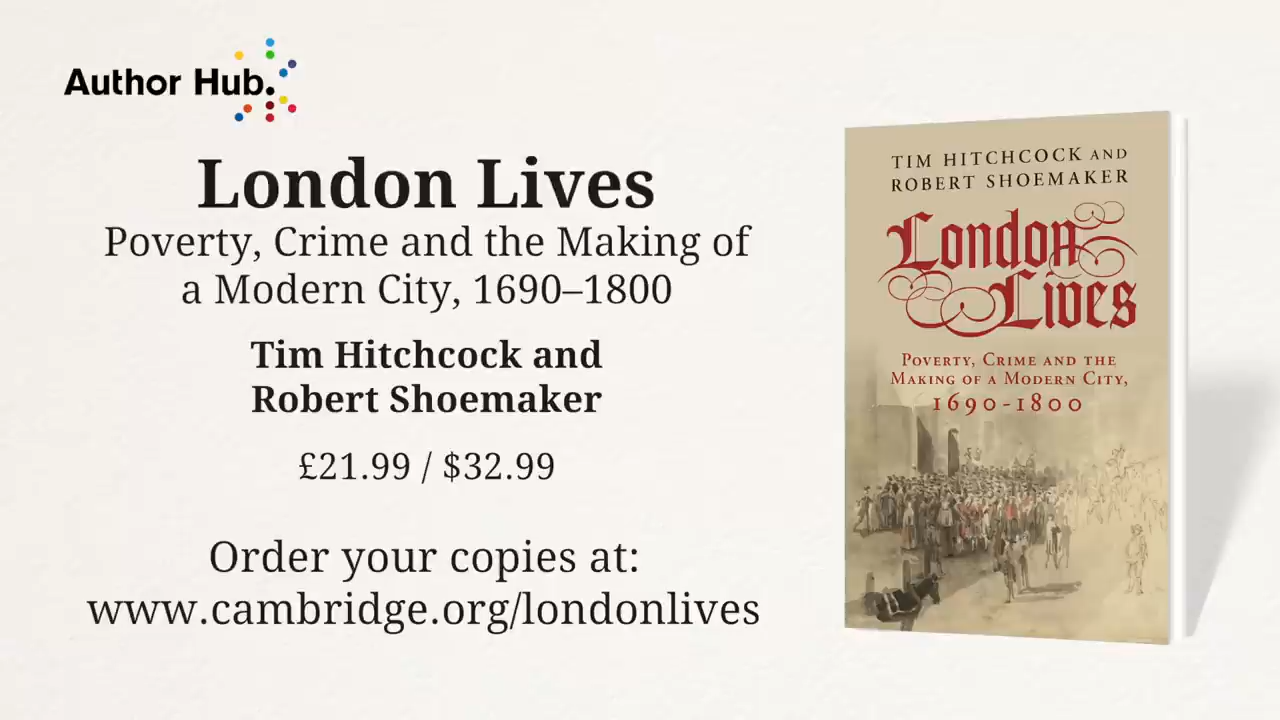 Author Hub.
London Lives
Poverty, Crime and the Making of
a Modern City, 1690–1800
Tim Hitchcock and
Robert Shoemaker
£21.99 / $32.99
Order your copies at:
www.cambridge.org/londonlives
TIM HITCHCOCK AND
ROBERT SHOEMAKER
London
Lives
POVERTY, CRIME AND THE
MAKING OF A MODERN CITY,
1690-1800